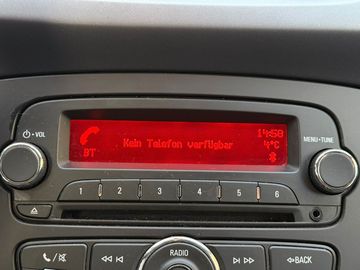 VOL
MENU•TUNE
14:50
Kein Telefon verfügbar
4°C
BT
1 2 3 4 5 6
RADIO
BACK